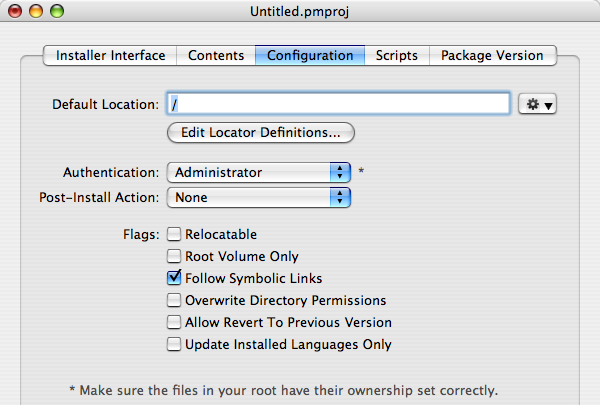 Untitled.pmproj
Installer Interface Contents Configuration Scripts Package Version
Default Location: /
Edit Locator Definitions...
Authentication: Administrator *
Post-Install Action: None
Flags: Relocatable
Root Volume Only
Follow Symbolic Links
Overwrite Directory Permissions
Allow Revert To Previous Version
Update Installed Languages Only
* Make sure the files in your root have their ownership set correctly.